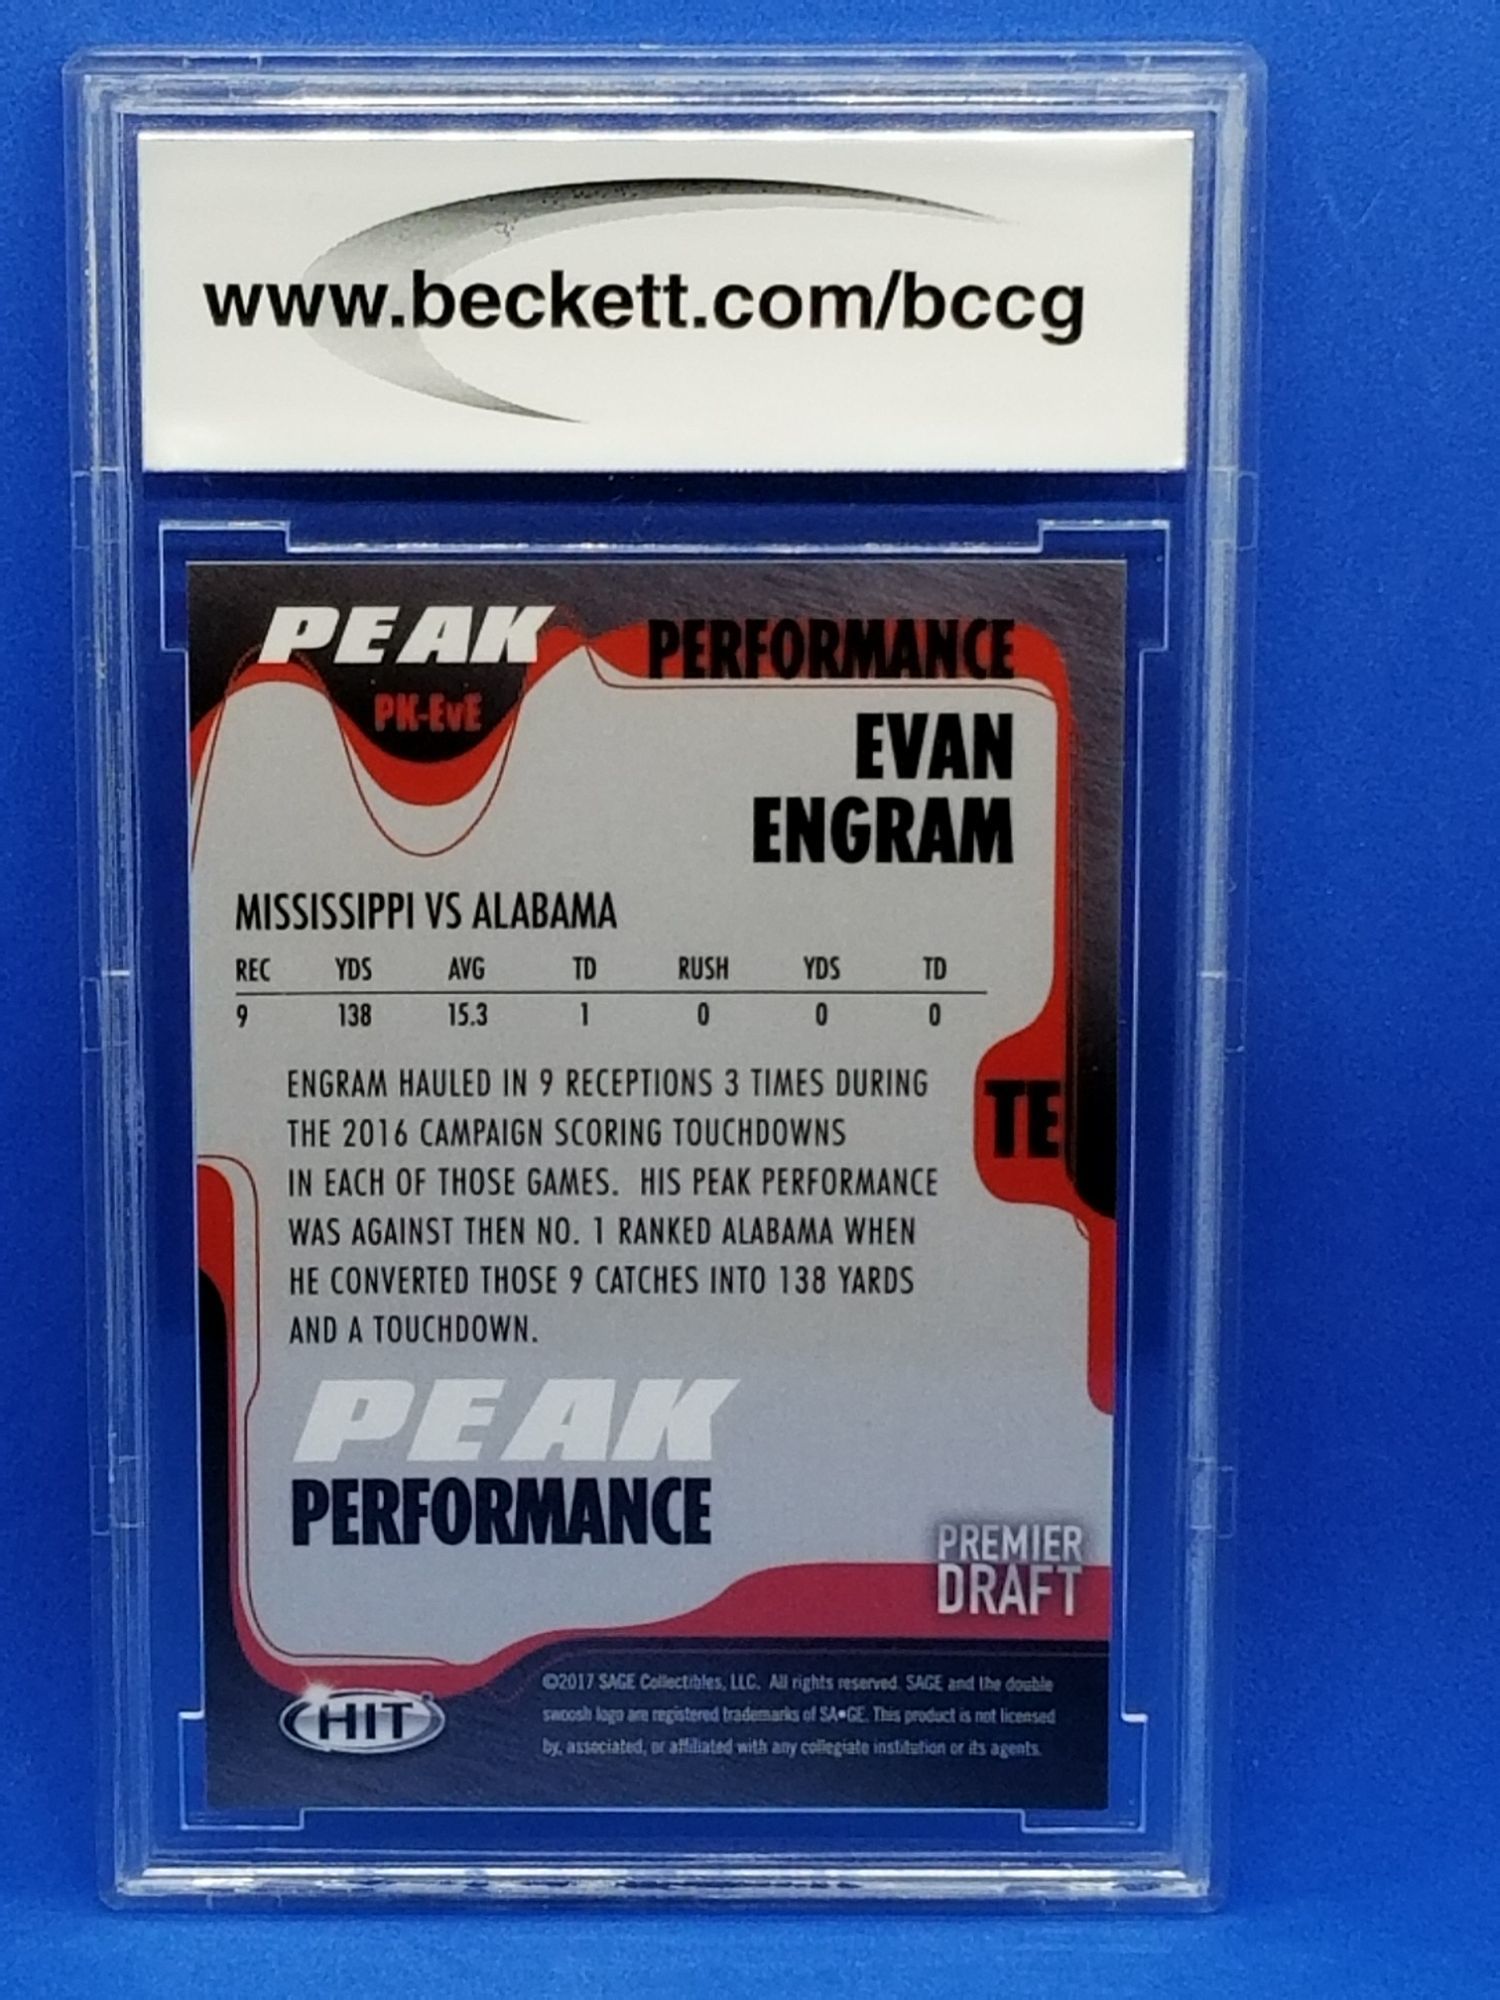 www.beckett.com/bccg
PEAK PERFORMANCE
PK-EvE
EVAN
ENGRAM
MISSISSIPPI VS ALABAMA
REC YDS AVG TD RUSH YDS TD
9 138 15.3 1 0 0 0
TE
ENGRAM HAULED IN 9 RECEPTIONS 3 TIMES DURING
THE 2016 CAMPAIGN SCORING TOUCHDOWNS
IN EACH OF THOSE GAMES. HIS PEAK PERFORMANCE
WAS AGAINST THEN NO. 1 RANKED ALABAMA WHEN
HE CONVERTED THOSE 9 CATCHES INTO 138 YARDS
AND A TOUCHDOWN.
PEAK
PERFORMANCE
PREMIER
DRAFT
HIT
©2017 SAGE Collectibles, LLC. All rights reserved. SAGE and the double
swoosh logo are registered trademarks of SA•GE. This product is not licensed
by, associated, or affiliated with any collegiate institution or its agents.